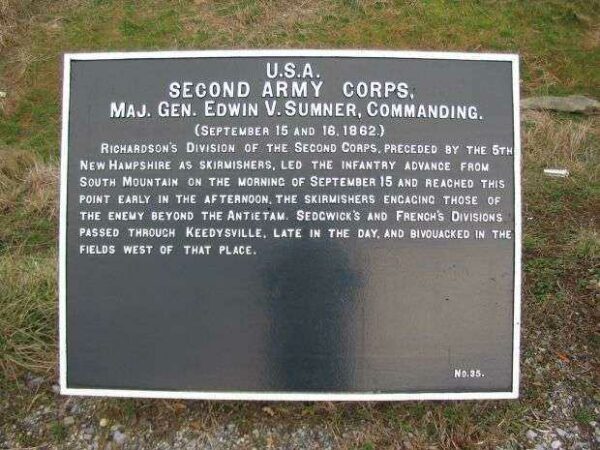 U.S.A.
SECOND ARMY CORPS,
MAJ. GEN. EDWIN V. SUMNER, COMMANDING.
(SEPTEMBER 15 AND 16, 1862.)
RICHARDSON'S DIVISION OF THE SECOND CORPS, PRECEDED BY THE 5TH
NEW HAMPSHIRE AS SKIRMISHERS, LED THE INFANTRY ADVANCE FROM
SOUTH MOUNTAIN ON THE MORNING OF SEPTEMBER 15 AND REACHED THIS
POINT EARLY IN THE AFTERNOON, THE SKIRMISHERS ENGAGING THOSE OF
THE ENEMY BEYOND THE ANTIETAM. SEDGWICK'S AND FRENCH'S DIVISIONS
PASSED THROUGH KEEDYSVILLE, LATE IN THE DAY, AND BIVOUACKED IN THE
FIELDS WEST OF THAT PLACE.
No. 35.